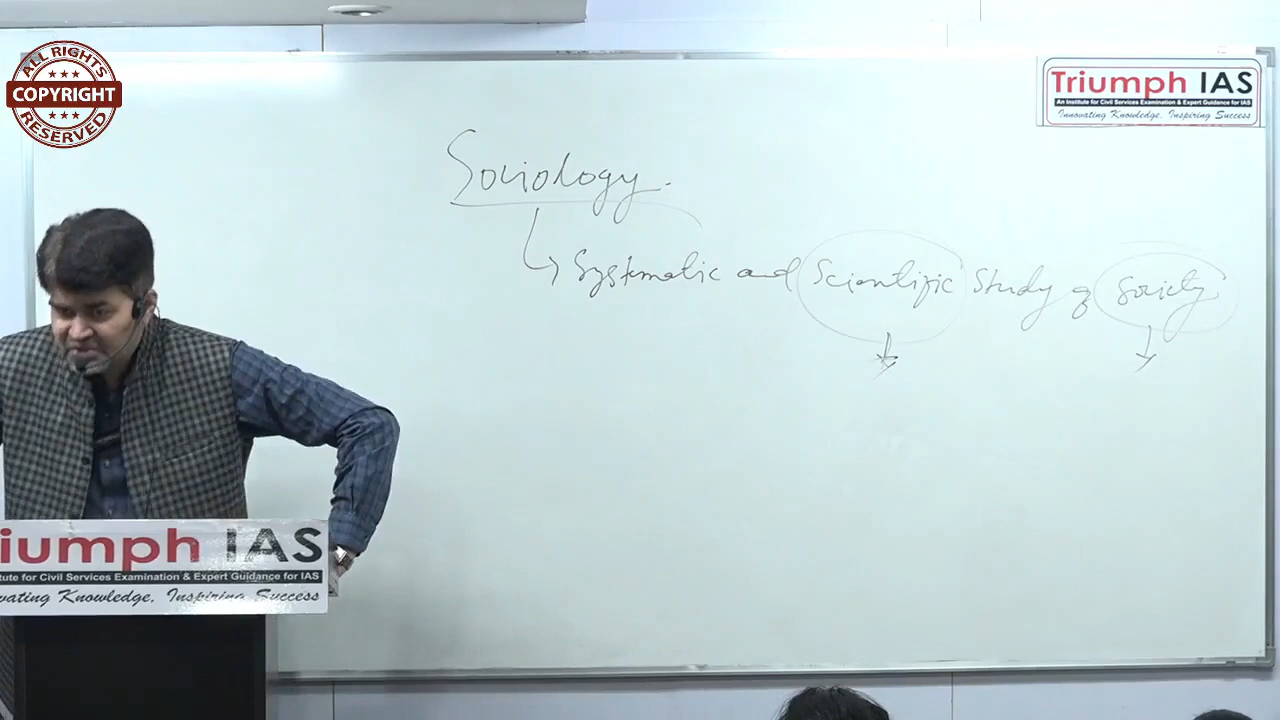 ALL RIGHTS
COPYRIGHT
RESERVED
Triumph IAS
An Institute for Civil Services Examination & Expert Guidance for IAS
Innovating Knowledge, Inspiring Success
Sociology.
Systematic and Scientific Study of Society
riumph IAS
tute for Civil Services Examination & Expert Guidance for IAS
vating Knowledge, Inspiring Success